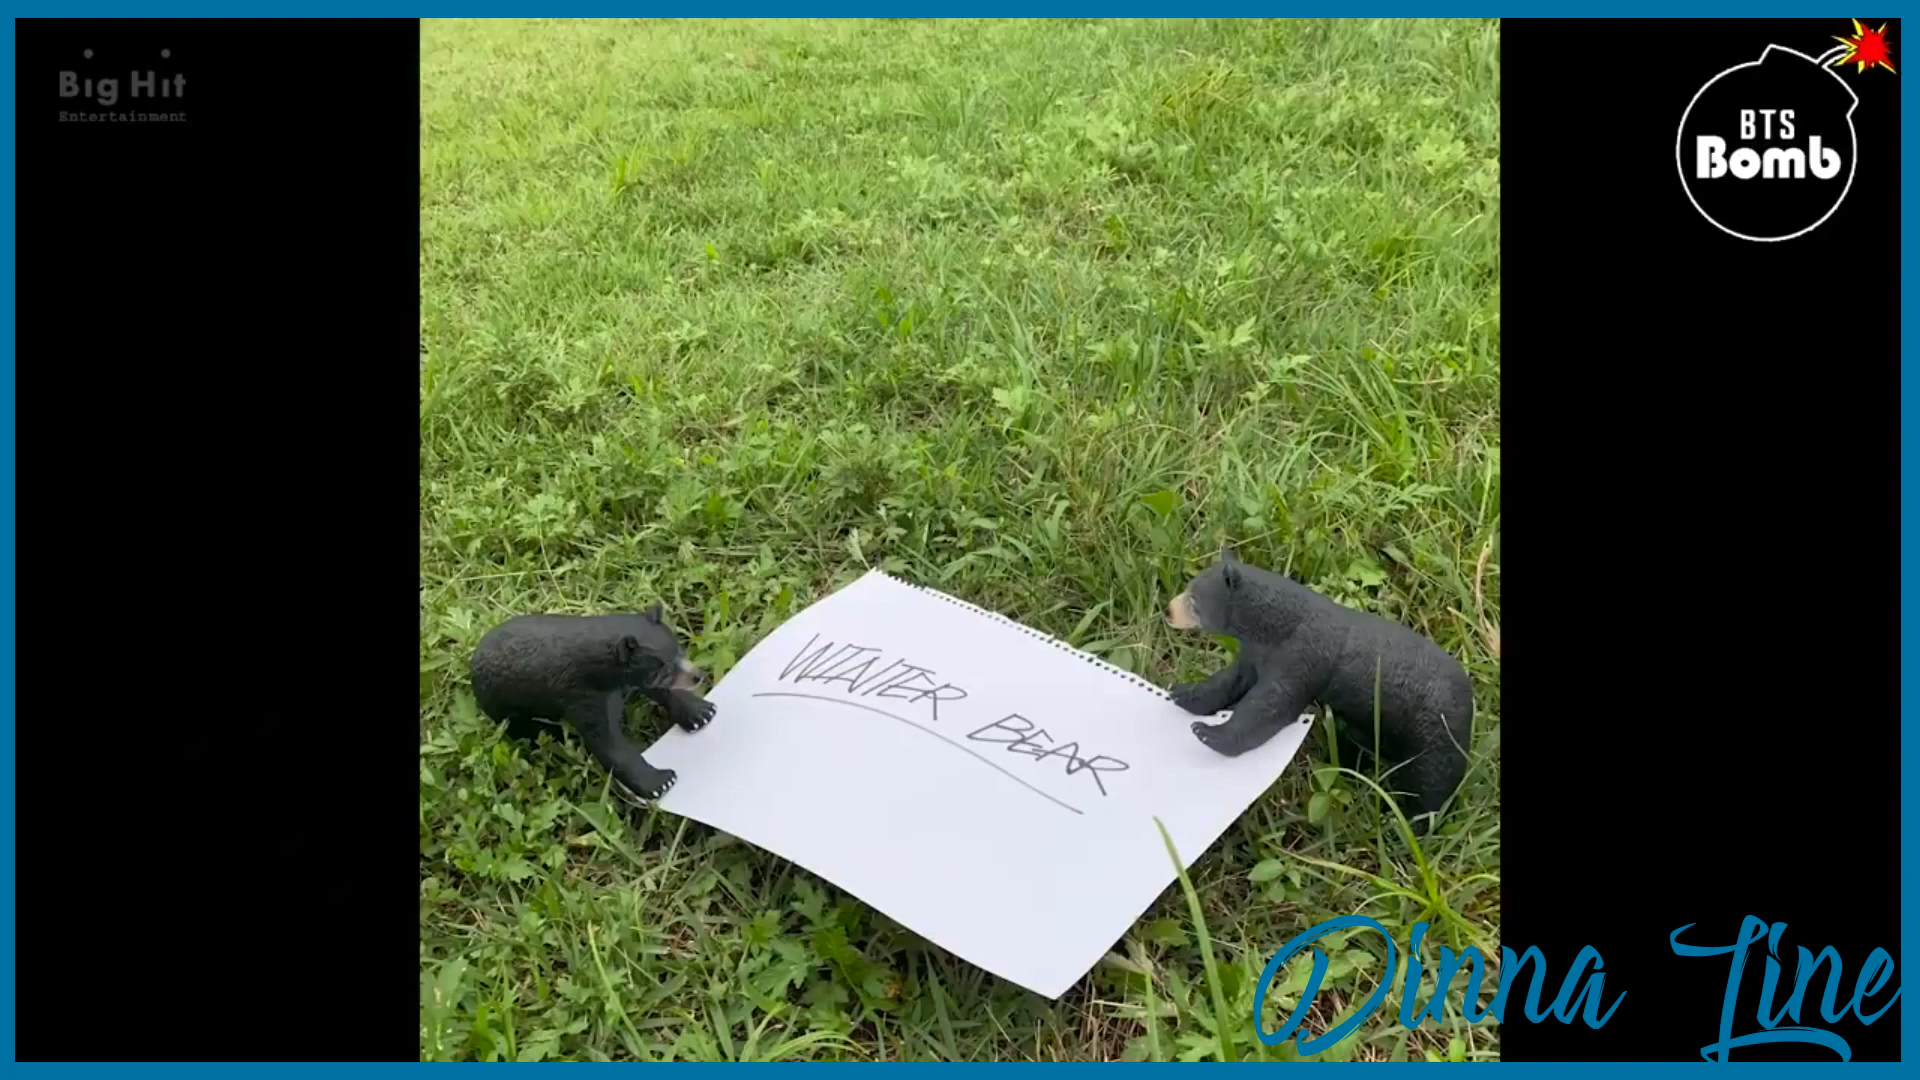 Big Hit
Entertainment
BTS
Bomb
WINTER BEAR
Dinna Line